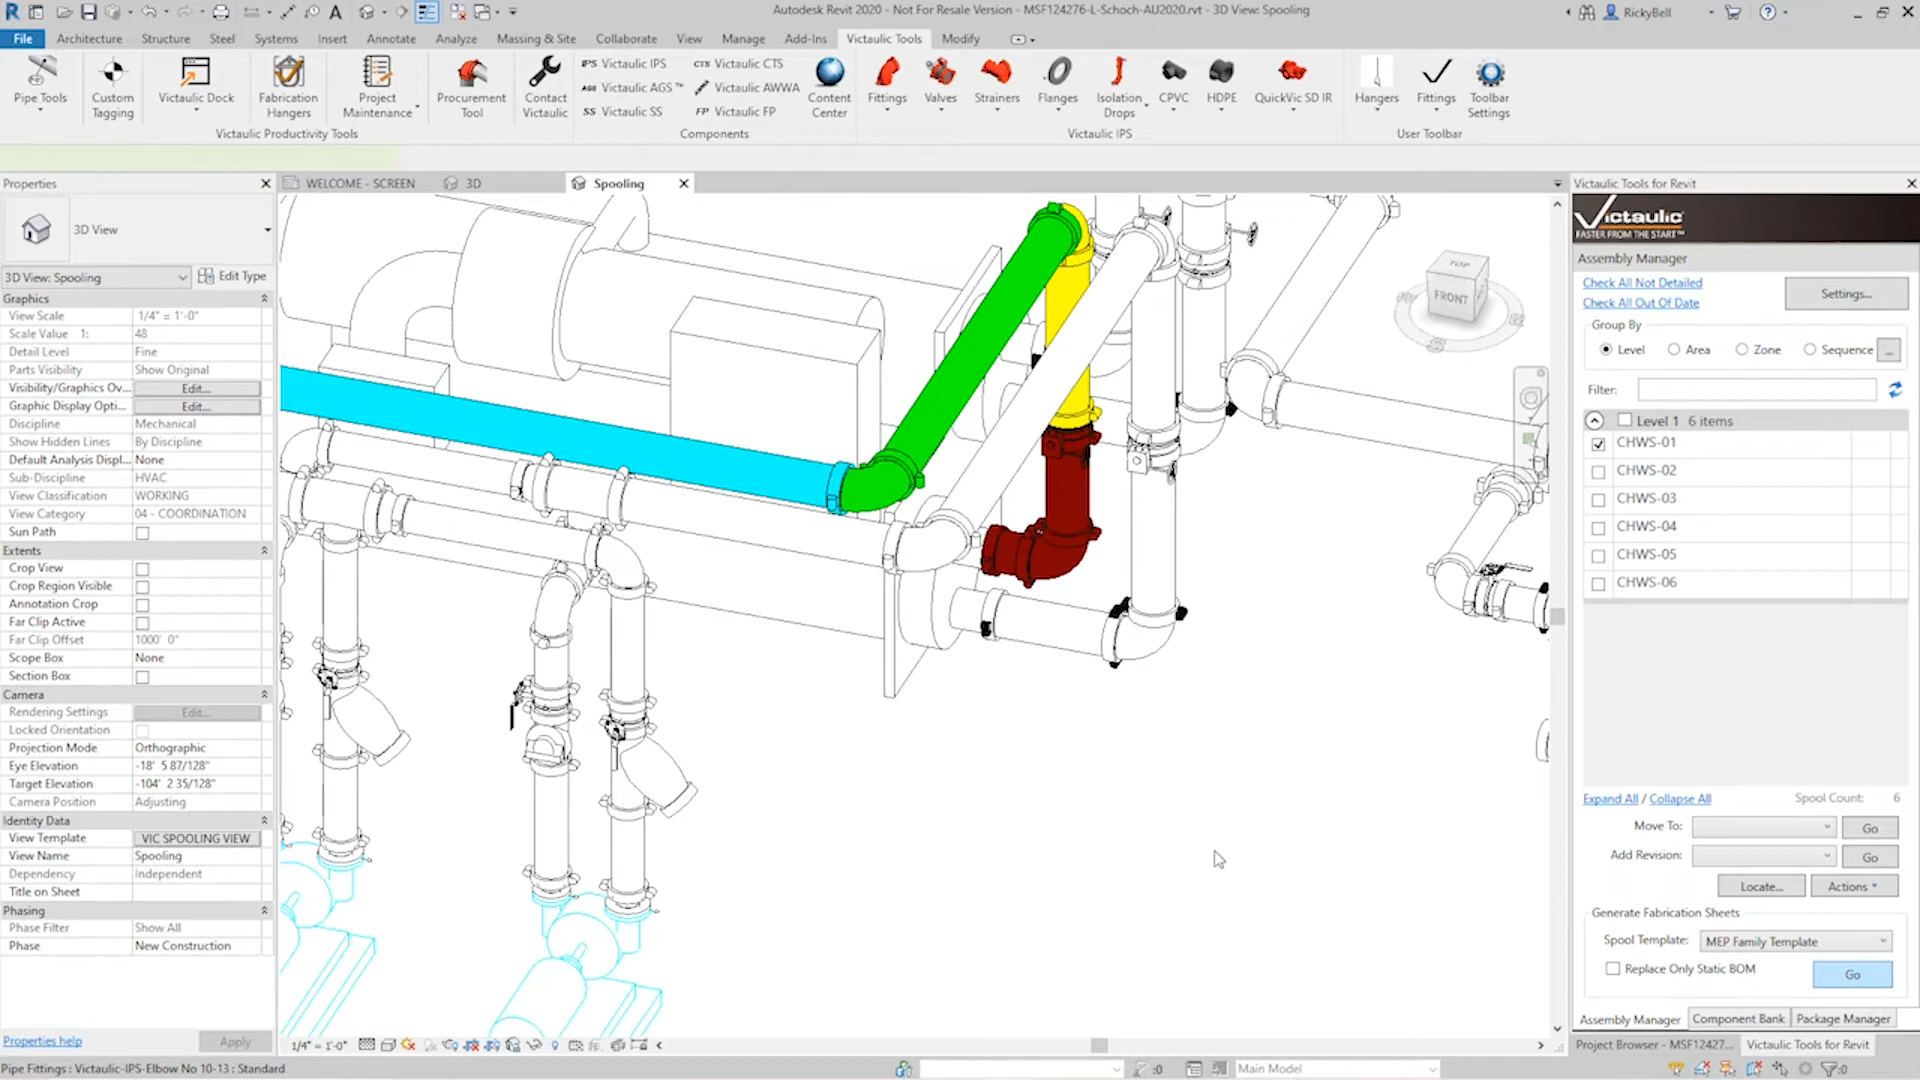 Autodesk Revit 2020 - Not For Resale Version - MSF124276-L-Schoch-AU2020.rvt - 3D View: Spooling
RickyBell
File Architecture Structure Steel Systems Insert Annotate Analyze Massing & Site Collaborate View Manage Add-Ins Victaulic Tools Modify
Pipe Tools
Custom Tagging
Victaulic Dock
Fabrication Hangers
Project Maintenance
Procurement Tool
Contact Victaulic
IPS Victaulic IPS
CTS Victaulic CTS
AGS Victaulic AGS™
Victaulic AWWA
SS Victaulic SS
FP Victaulic FP
Content Center
Fittings
Valves
Strainers
Flanges
Isolation Drops
CPVC
HDPE
QuickVic SD IR
Hangers
Fittings
Toolbar Settings
Victaulic Productivity Tools
Components
Victaulic IPS
User Toolbar
Properties
WELCOME - SCREEN
3D
Spooling
3D View
3D View: Spooling
Edit Type
Graphics
View Scale 1/4" = 1'-0"
Scale Value 1: 48
Detail Level Fine
Parts Visibility Show Original
Visibility/Graphics Ov... Edit...
Graphic Display Opti... Edit...
Discipline Mechanical
Show Hidden Lines By Discipline
Default Analysis Displ... None
Sub-Discipline HVAC
View Classification WORKING
View Category 04 - COORDINATION
Sun Path
Extents
Crop View
Crop Region Visible
Annotation Crop
Far Clip Active
Far Clip Offset 1000' 0"
Scope Box None
Section Box
Camera
Rendering Settings Edit...
Locked Orientation
Projection Mode Orthographic
Eye Elevation -18' 5 87/128"
Target Elevation -104' 2 35/128"
Camera Position Adjusting
Identity Data
View Template VIC SPOOLING VIEW
View Name Spooling
Dependency Independent
Title on Sheet
Phasing
Phase Filter Show All
Phase New Construction
Properties help
Apply
TOP
FRONT
Victaulic Tools for Revit
Victaulic
FASTER FROM THE START™
Assembly Manager
Check All Not Detailed
Check All Out Of Date
Settings...
Group By
Level Area Zone Sequence ...
Filter:
Level 1 6 items
CHWS-01
CHWS-02
CHWS-03
CHWS-04
CHWS-05
CHWS-06
Expand All / Collapse All
Spool Count: 6
Move To: Go
Add Revision: Go
Locate... Actions
Generate Fabrication Sheets
Spool Template: MEP Family Template
Replace Only Static BOM
Go
Assembly Manager Component Bank Package Manager
Project Browser - MSF12427... Victaulic Tools for Revit
1/4" = 1'-0"
Pipe Fittings : Victaulic-IPS-Elbow No 10-13 : Standard
:0
Main Model
:0